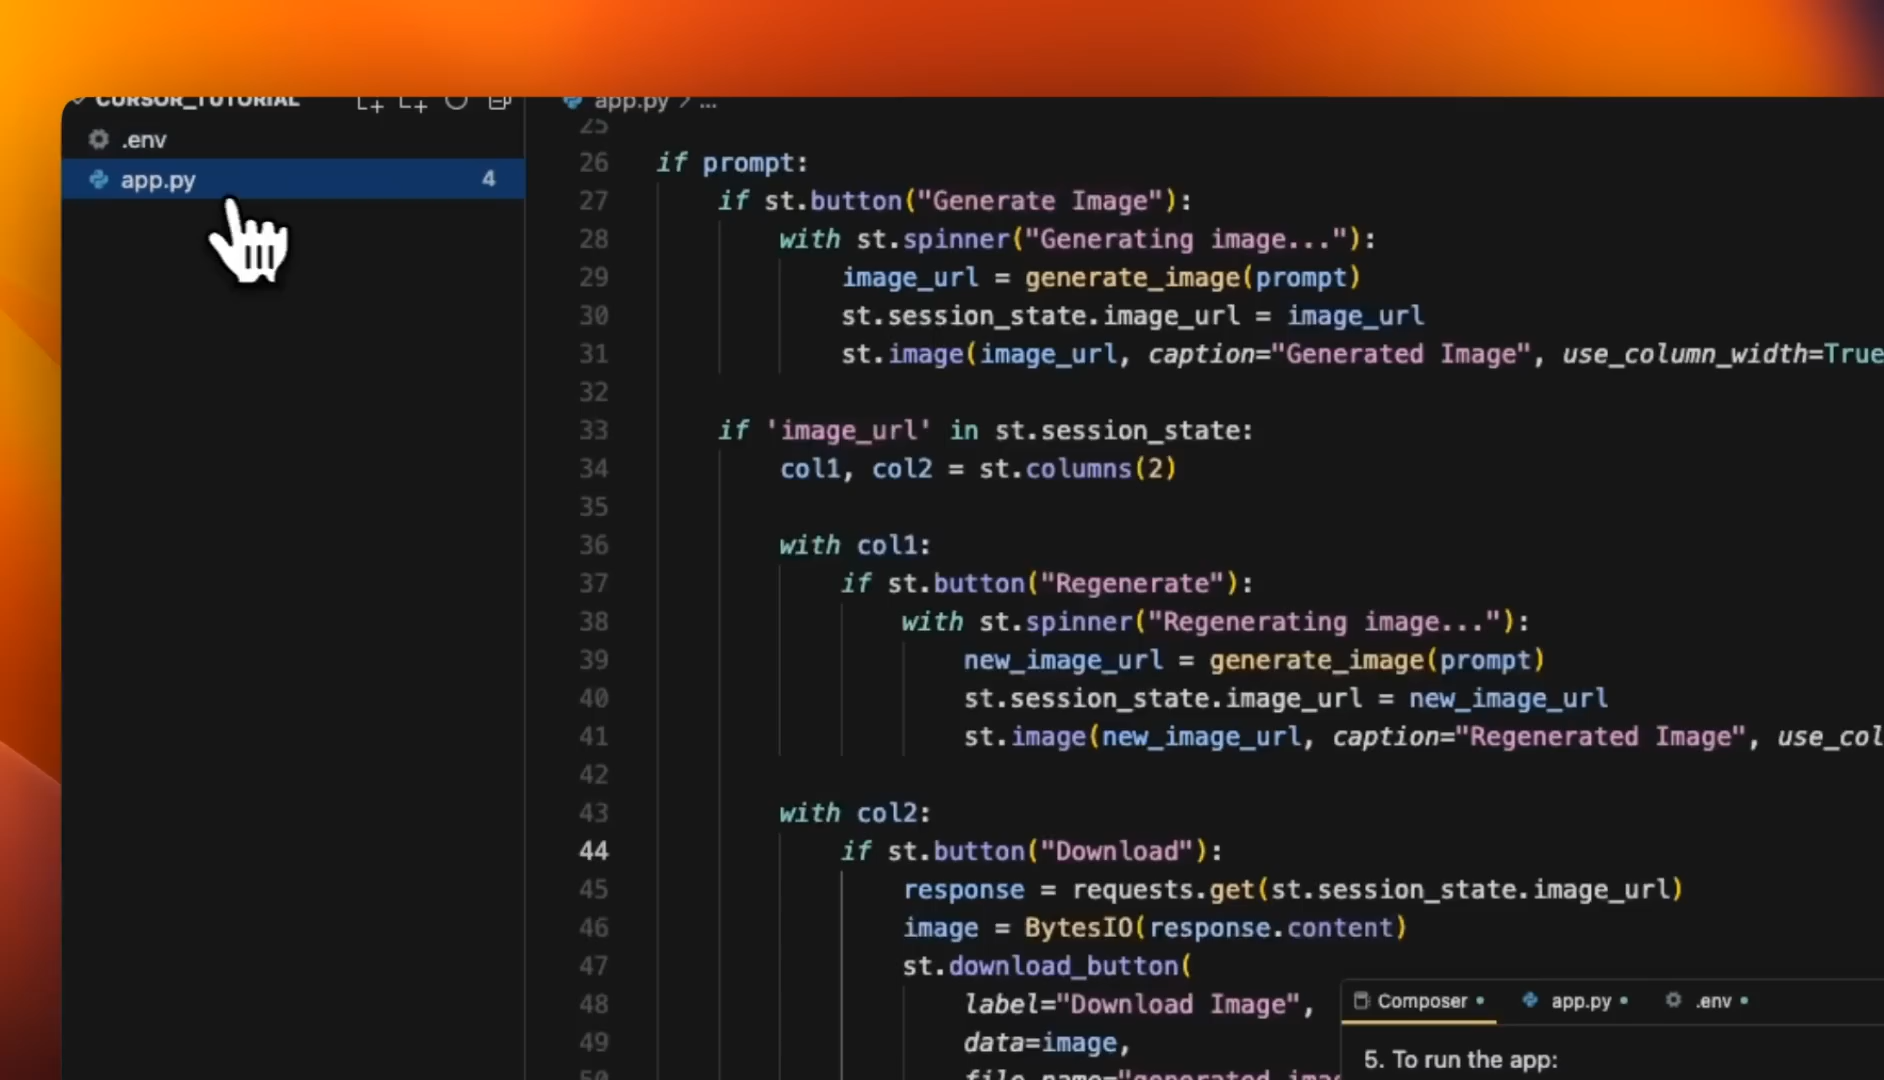 CURSOR_TUTORIAL
.env
app.py 4
app.py > ...
25
26 if prompt:
27 if st.button("Generate Image"):
28 with st.spinner("Generating image..."):
29 image_url = generate_image(prompt)
30 st.session_state.image_url = image_url
31 st.image(image_url, caption="Generated Image", use_column_width=True
32
33 if 'image_url' in st.session_state:
34 col1, col2 = st.columns(2)
35
36 with col1:
37 if st.button("Regenerate"):
38 with st.spinner("Regenerating image..."):
39 new_image_url = generate_image(prompt)
40 st.session_state.image_url = new_image_url
41 st.image(new_image_url, caption="Regenerated Image", use_col
42
43 with col2:
44 if st.button("Download"):
45 response = requests.get(st.session_state.image_url)
46 image = BytesIO(response.content)
47 st.download_button(
48 label="Download Image",
49 data=image,
50 file_name="generated_imag
Composer • app.py • .env •
5. To run the app: